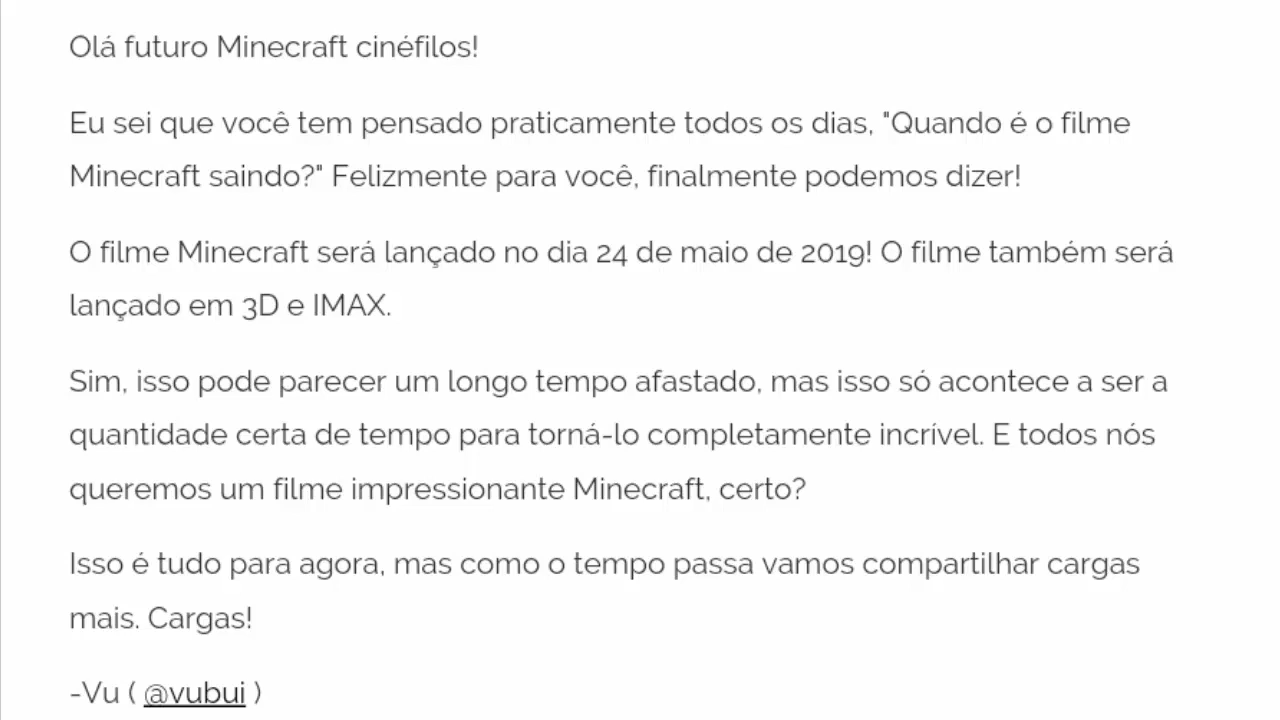 Olá futuro Minecraft cinéfilos!
Eu sei que você tem pensado praticamente todos os dias, "Quando é o filme
Minecraft saindo?" Felizmente para você, finalmente podemos dizer!
O filme Minecraft será lançado no dia 24 de maio de 2019! O filme também será
lançado em 3D e IMAX.
Sim, isso pode parecer um longo tempo afastado, mas isso só acontece a ser a
quantidade certa de tempo para torná-lo completamente incrível. E todos nós
queremos um filme impressionante Minecraft, certo?
Isso é tudo para agora, mas como o tempo passa vamos compartilhar cargas
mais. Cargas!
-Vu ( @vubui )